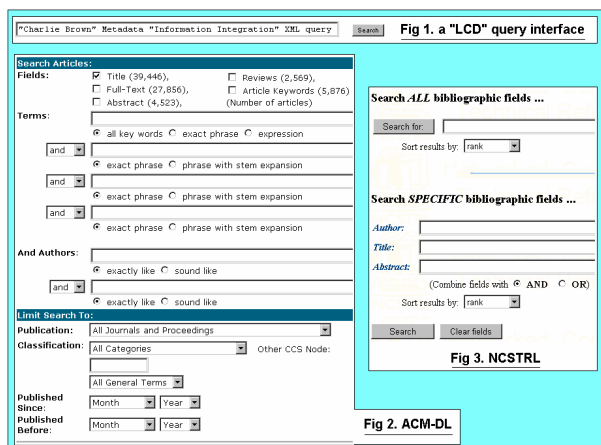 "Charlie Brown" Metadata "Information Integration" XML query
Search
Fig 1. a "LCD" query interface
Search Articles:
Fields:
Title (39,446),
Reviews (2,569),
Full-Text (27,856),
Article Keywords (5,876)
Abstract (4,523),
(Number of articles)
Terms:
all key words exact phrase expression
and
exact phrase phrase with stem expansion
and
exact phrase phrase with stem expansion
and
exact phrase phrase with stem expansion
And Authors:
exactly like sound like
and
exactly like sound like
Limit Search To:
Publication: All Journals and Proceedings
Classification: All Categories Other CCS Node:
All General Terms
Published Since: Month Year
Published Before: Month Year
Fig 2. ACM-DL
Search ALL bibliographic fields ...
Search for:
Sort results by: rank
Search SPECIFIC bibliographic fields ...
Author:
Title:
Abstract:
(Combine fields with AND OR)
Sort results by: rank
Search Clear fields
Fig 3. NCSTRL